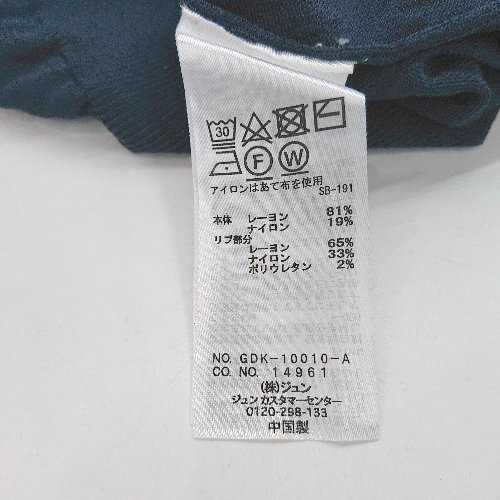 30
F W
アイロンはあて布を使用 SB-191
本体 レーヨン 81%
ナイロン 19%
リブ部分
レーヨン 65%
ナイロン 33%
ポリウレタン 2%
NO. GDK-10010-A
CO. NO. 14961
(株)ジュン
ジュン カスタマーセンター
0120-298-133
中国製